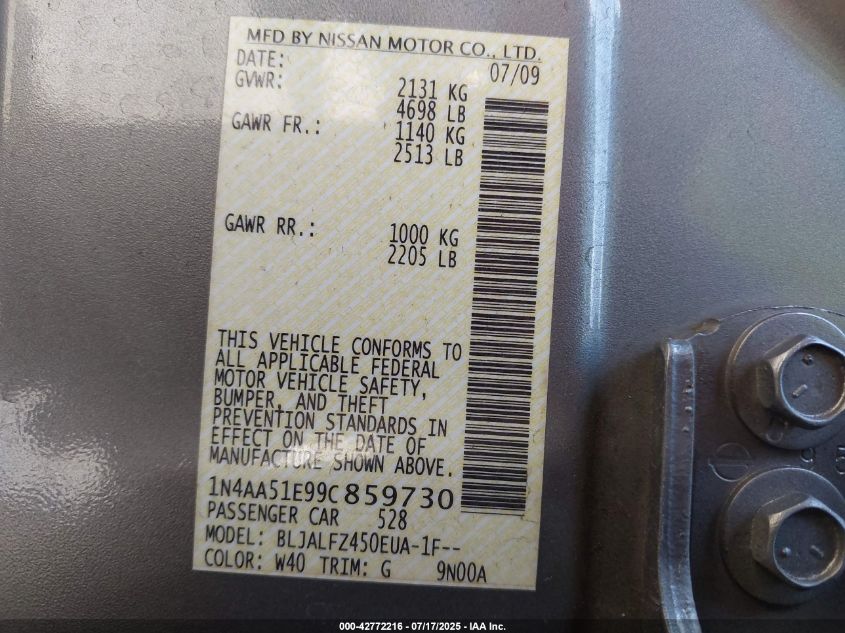 MFD BY NISSAN MOTOR CO., LTD.
DATE: 07/09
GVWR: 2131 KG
4698 LB
GAWR FR.: 1140 KG
2513 LB
GAWR RR.: 1000 KG
2205 LB
THIS VEHICLE CONFORMS TO
ALL APPLICABLE FEDERAL
MOTOR VEHICLE SAFETY,
BUMPER, AND THEFT
PREVENTION STANDARDS IN
EFFECT ON THE DATE OF
MANUFACTURE SHOWN ABOVE.
1N4AA51E99C859730
PASSENGER CAR 528
MODEL: BLJALFZ450EUA-1F--
COLOR: W40 TRIM: G 9N00A
000-42772216 - 07/17/2025 - IAA Inc.